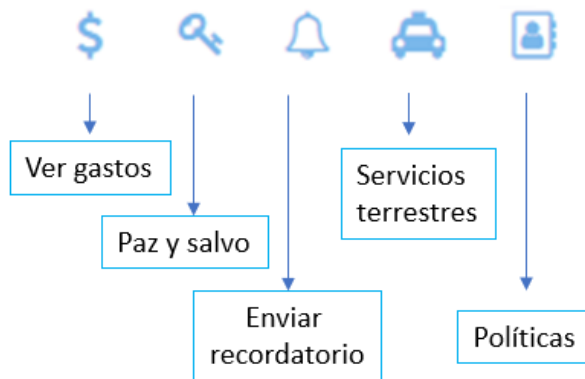 $
Ver gastos
Paz y salvo
Enviar
recordatorio
Servicios
terrestres
Políticas